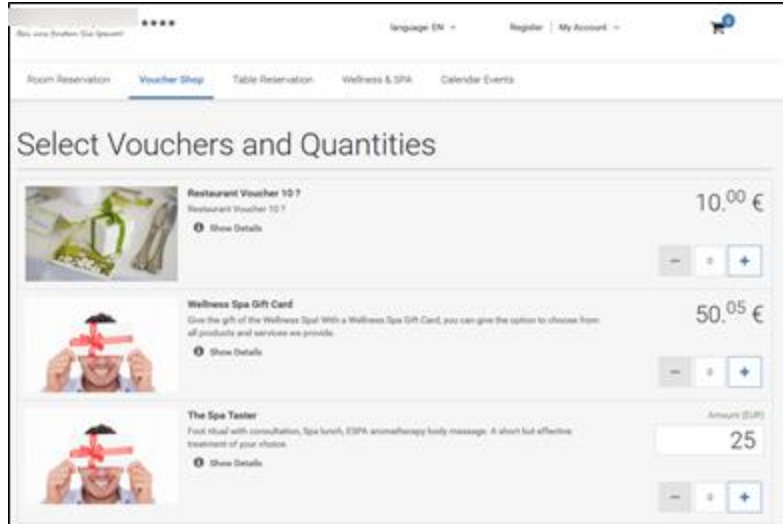 ****
language: EN
Register | My Account
0
Room Reservation Voucher Shop Table Reservation Wellness & SPA Calendar Events
Select Vouchers and Quantities
Restaurant Voucher 10 ?
Restaurant Voucher 10 ?
Show Details
10.00 €
− 0 +
Wellness Spa Gift Card
Give the gift of the Wellness Spa! With a Wellness Spa Gift Card, you can give the option to choose from
all products and services we provide.
Show Details
50.05 €
− 0 +
The Spa Taster
Foot ritual with consultation, Spa lunch, ESPA aromatherapy body massage. A short but effective
treatment of your choice.
Show Details
Amount (EUR)
25
− 0 +